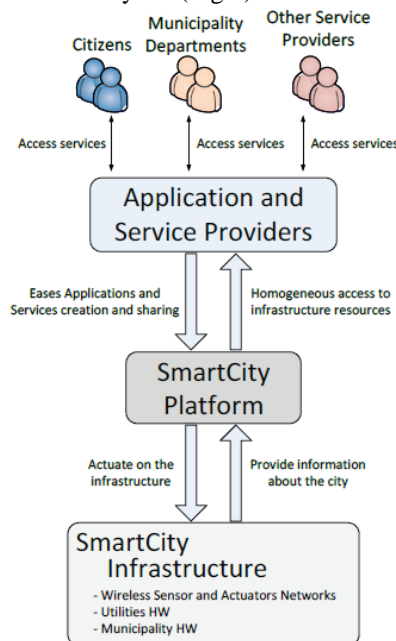 Citizens
Municipality
Departments
Other Service
Providers
Access services
Access services
Access services
Application and
Service Providers
Eases Applications and
Services creation and sharing
Homogeneous access to
infrastructure resources
SmartCity
Platform
Actuate on the
infrastructure
Provide information
about the city
SmartCity
Infrastructure
- Wireless Sensor and Actuators Networks
- Utilities HW
- Municipality HW